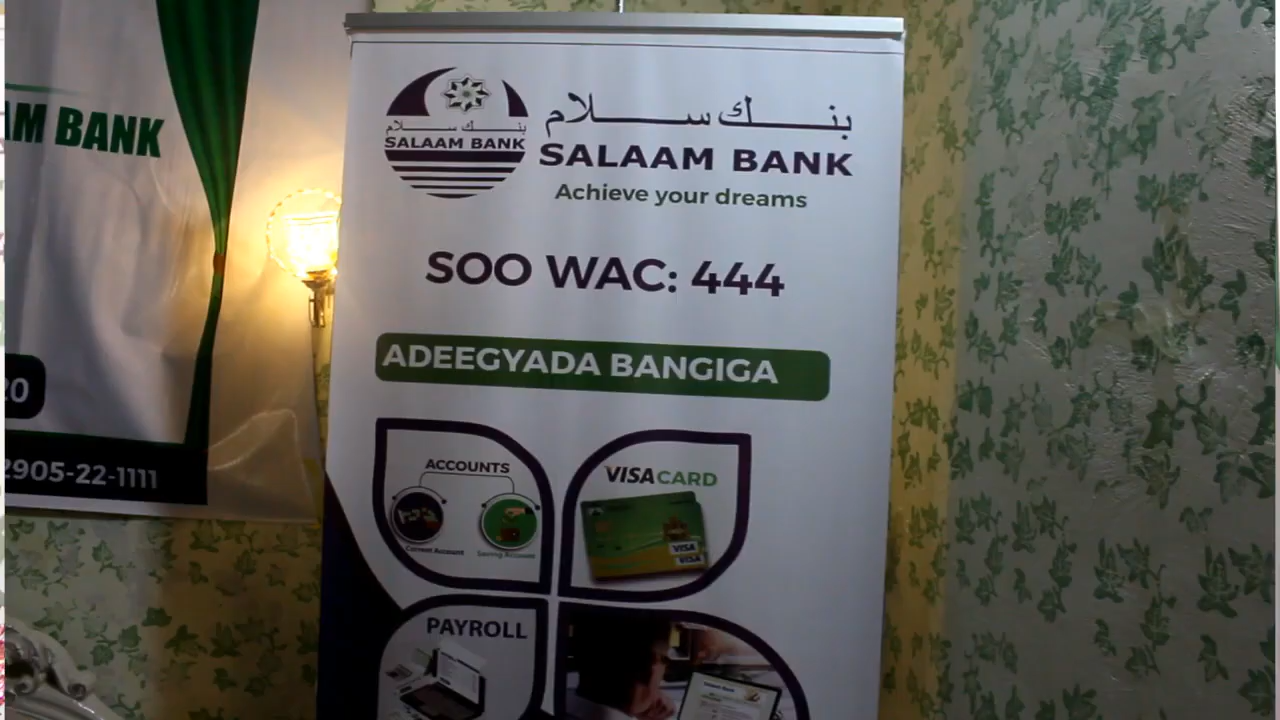 AM BANK
20
2905-22-1111
بنك سلام
SALAAM BANK
بنك سلام
SALAAM BANK
Achieve your dreams
SOO WAC: 444
ADEEGYADA BANGIGA
ACCOUNTS
Current Account
Saving Account
VISA CARD
VISA
VISA
PAYROLL